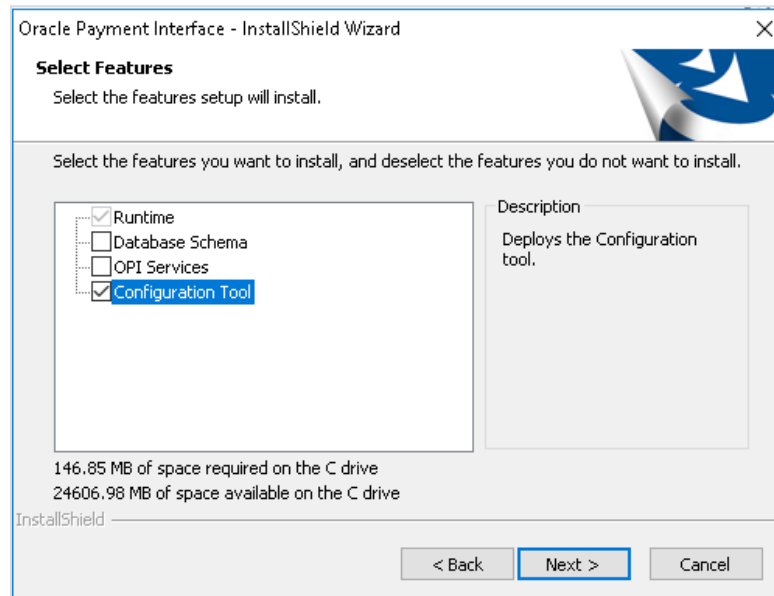 Oracle Payment Interface - InstallShield Wizard
Select Features
Select the features setup will install.
Select the features you want to install, and deselect the features you do not want to install.
Runtime
Database Schema
OPI Services
Configuration Tool
Description
Deploys the Configuration
tool.
146.85 MB of space required on the C drive
24606.98 MB of space available on the C drive
InstallShield
< Back
Next >
Cancel